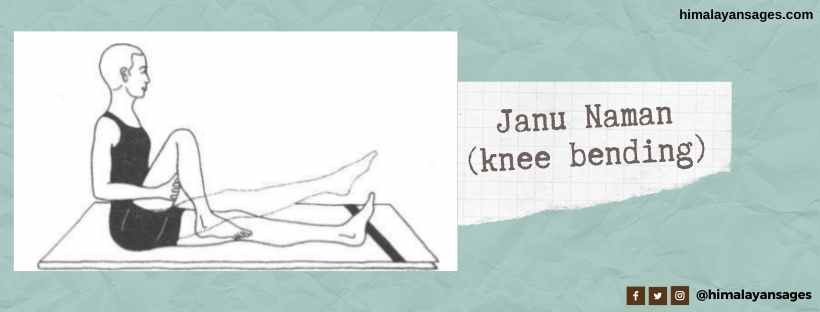 himalayansages.com
Janu Naman
(knee bending)
@himalayansages